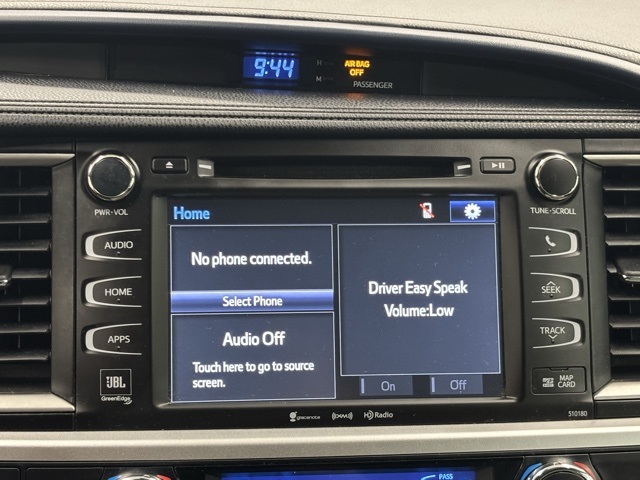 9:44
H
M
AIR BAG
OFF
PASSENGER
PWR•VOL
TUNE•SCROLL
AUDIO
HOME
APPS
JBL
GreenEdge
Home
No phone connected.
Select Phone
Audio Off
Touch here to go to source
screen.
Driver Easy Speak
Volume:Low
On
Off
SEEK
TRACK
MAP
CARD
gracenote
((SXM))
HD Radio
510180
PASS